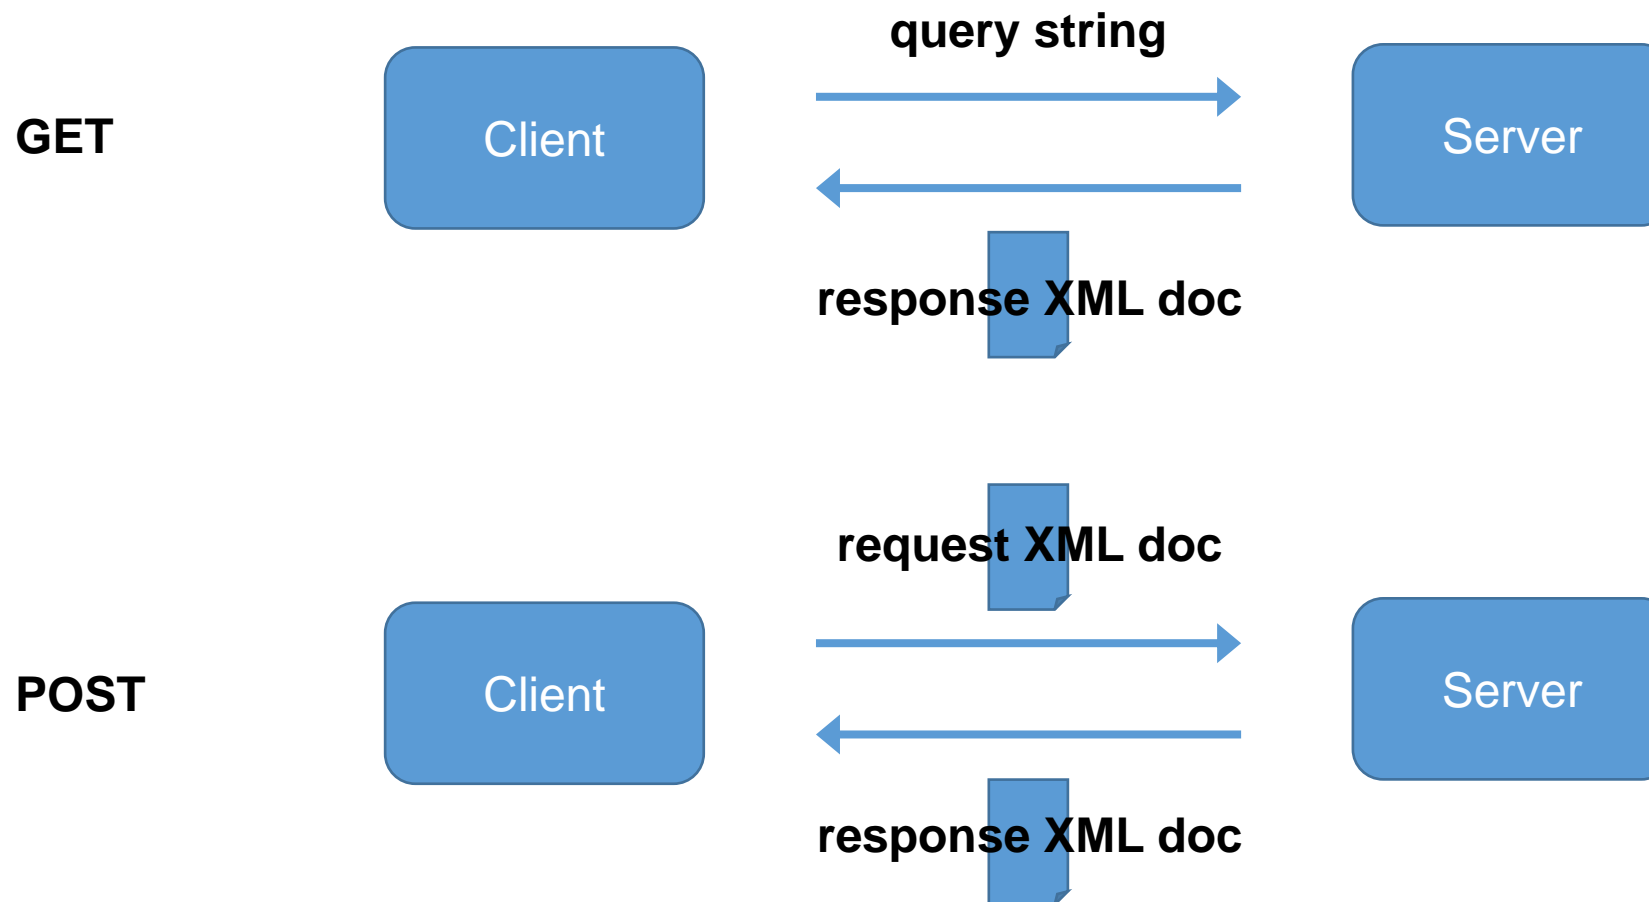 query string
GET
Client
Server
response XML doc
request XML doc
POST
Client
Server
response XML doc